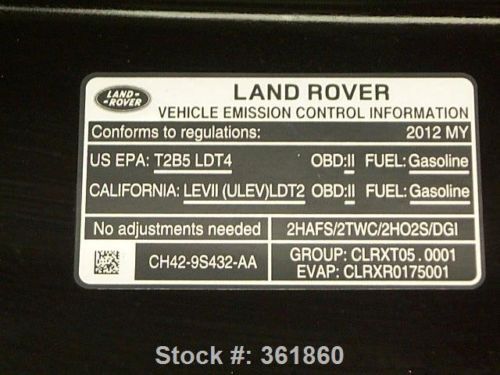 LAND-
-ROVER
LAND ROVER
VEHICLE EMISSION CONTROL INFORMATION
Conforms to regulations: 2012 MY
US EPA: T2B5 LDT4 OBD:II FUEL: Gasoline
CALIFORNIA: LEVII (ULEV)LDT2 OBD:II FUEL: Gasoline
No adjustments needed 2HAFS/2TWC/2HO2S/DGI
CH42-9S432-AA
GROUP: CLRXT05.0001
EVAP: CLRXR0175001
Stock #: 361860